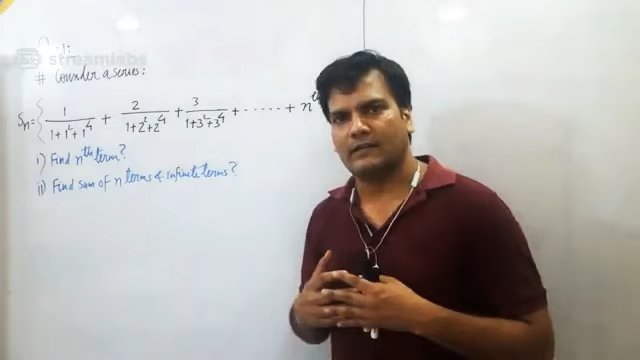 streamlabs
# Consider a series:
Sn = { 1/(1+1²+1⁴) + 2/(1+2²+2⁴) + 3/(1+3²+3⁴) + ..... + nth
i) Find nth term?
ii) Find sum of n terms & infinite terms?